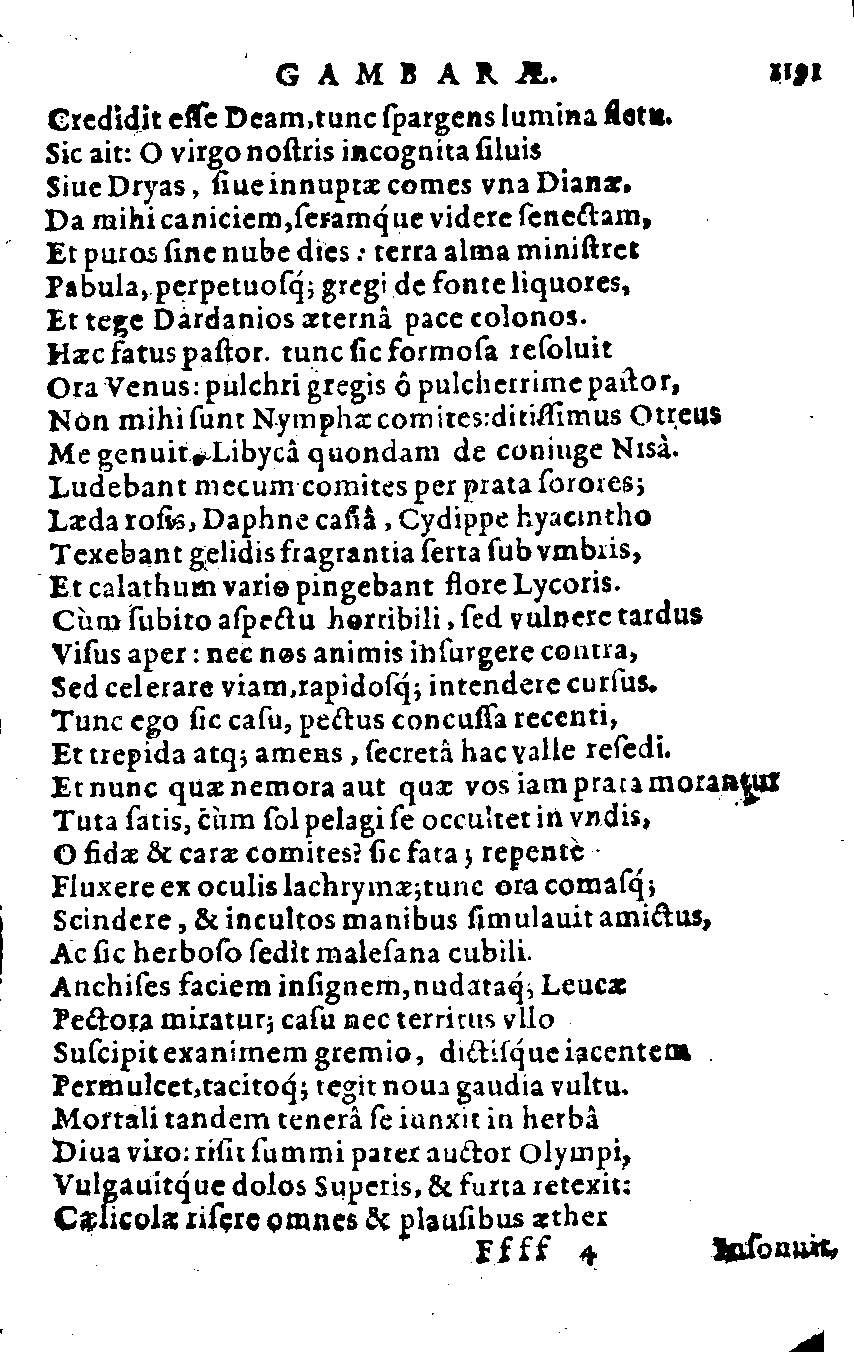 GAMBARÆ. 1191
Credidit eſſe Deam, tunc ſpargens lumina fletu.
Sic ait: O virgo noſtris incognita ſiluis
Siue Dryas, ſiue innuptæ comes vna Dianæ.
Da mihi caniciem, ſeramq́ue videre ſenectam,
Et puros ſine nube dies: terra alma miniſtret
Pabula, perpetuoſq́; gregi de fonte liquores,
Et tege Dardanios æternâ pace colonos.
Hæc fatus paſtor. tunc ſic formoſa reſoluit
Ora Venus: pulchri gregis ô pulcherrime paſtor,
Non mihi ſunt Nymphæ comites: ditiſſimus Otreus
Me genuit, Libycâ quondam de coniuge Nisà.
Ludebant mecum comites per prata ſorores;
Læda roſis, Daphne caſiâ, Cydippe hyacintho
Texebant gelidis fragrantia ſerta ſub vmbris,
Et calathum vario pingebant flore Lycoris.
Cùm ſubito aſpectu horribili, ſed vulnere tardus
Viſus aper: nec nos animis inſurgere contra,
Sed celerare viam, rapidoſq́; intendere curſus.
Tunc ego ſic caſu, pectus concuſſa recenti,
Et trepida atq; amens, ſecretâ hac valle reſedi.
Et nunc quæ nemora aut quæ vos iam prata morantur
Tuta ſatis, cùm ſol pelagi ſe occultet in vndis,
O fidæ & caræ comites? ſic fata; repentè
Fluxere ex oculis lachrymæ; tunc ora comaſq́;
Scindere, & incultos manibus ſimulauit amictus,
Ac ſic herboſo ſedit maleſana cubili.
Anchiſes faciem inſignem, nudataq́; Leucæ
Pectora miratur; caſu nec territus vllo
Suſcipit exanimem gremio, dictiſq́ue iacentem
Permulcet, tacitoq́; tegit noua gaudia vultu.
Mortali tandem tenerâ ſe iunxit in herbâ
Diua viro: riſit ſummi pater auctor Olympi,
Vulgauitq́ue dolos Superis, & furta retexit:
Cælicolæ riſere omnes & plauſibus æther
Ffff 4 Inſonuit,